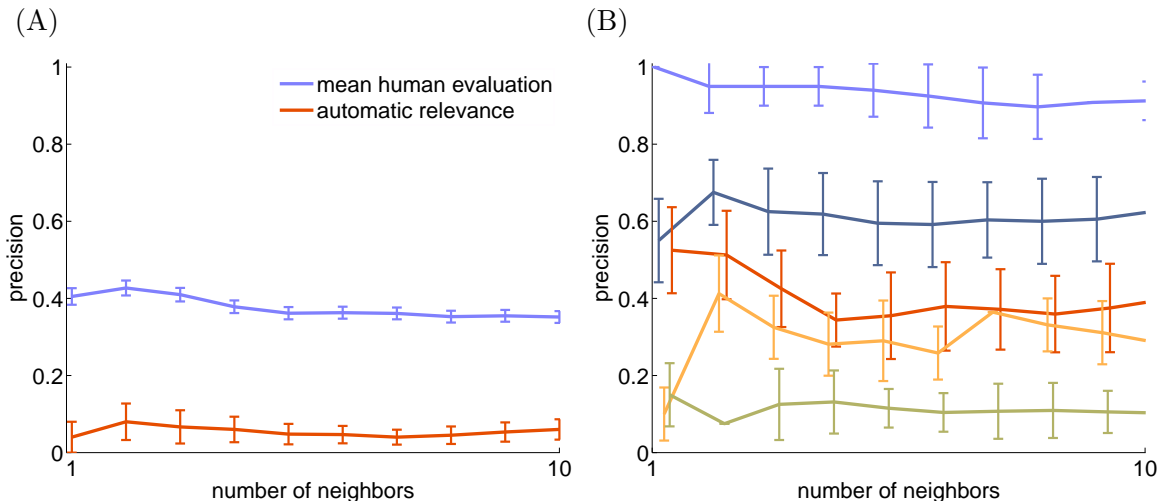 (A)
(B)
1
mean human evaluation
automatic relevance
0.8
0.6
0.4
0.2
0
precision
1
10
number of neighbors
1
0.8
0.6
0.4
0.2
0
precision
1
10
number of neighbors